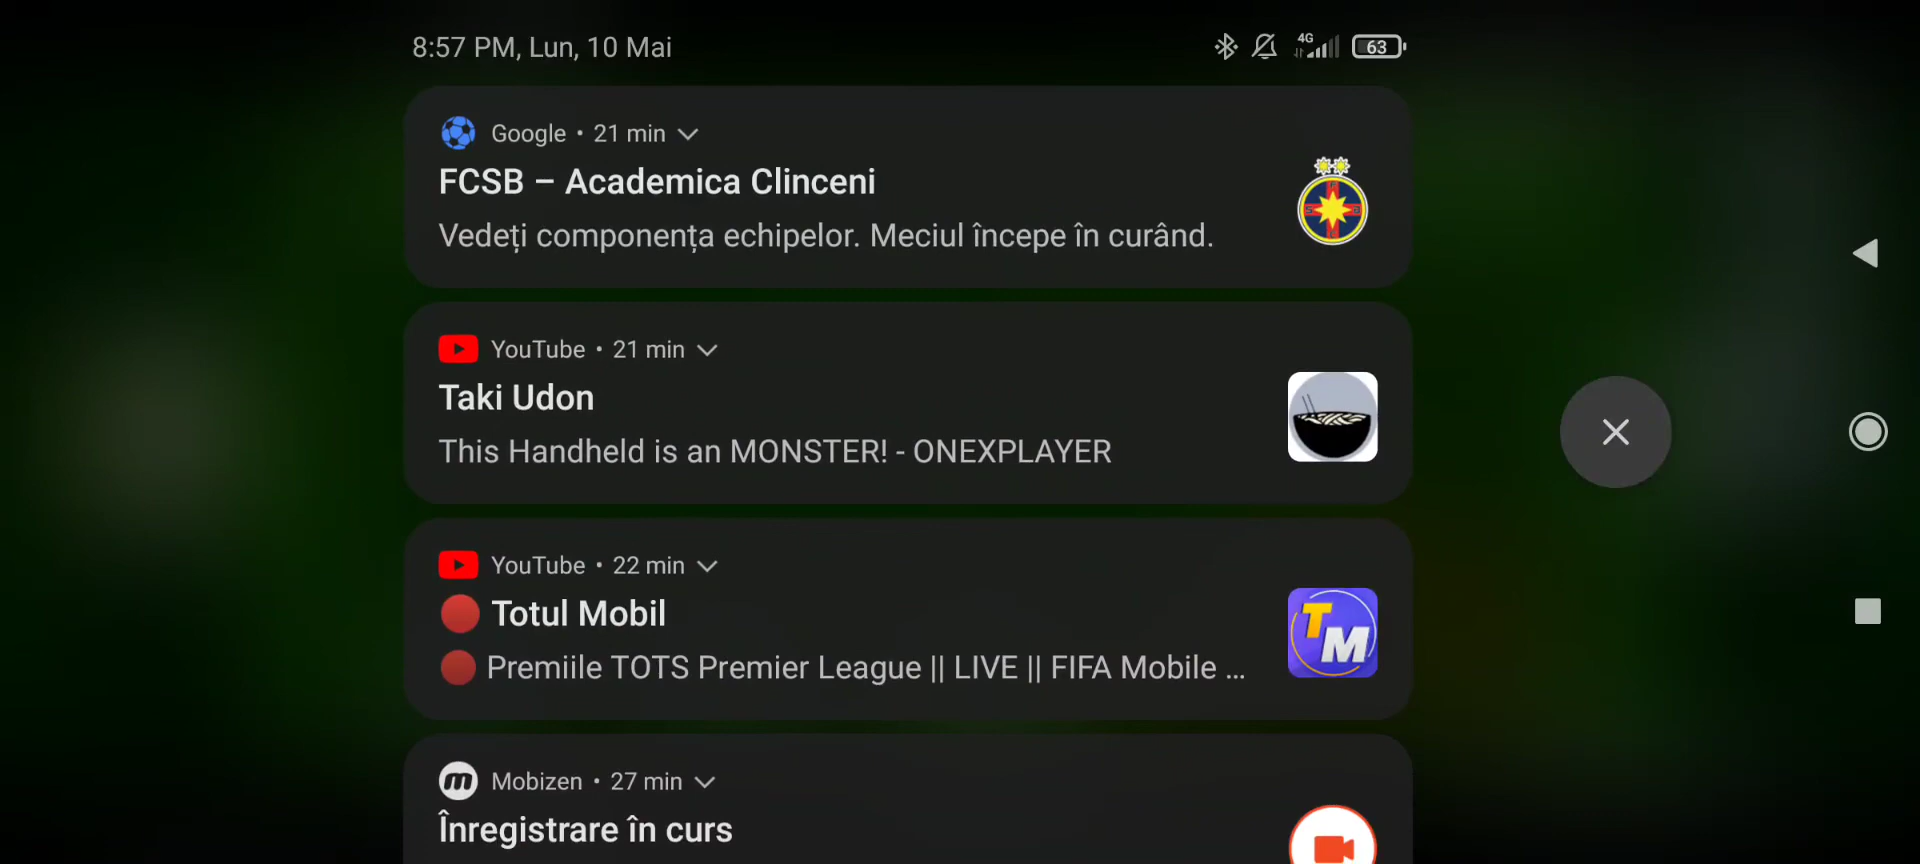 8:57 PM, Lun, 10 Mai
4G
63
Google • 21 min
FCSB – Academica Clinceni
Vedeți componența echipelor. Meciul începe în curând.
YouTube • 21 min
Taki Udon
This Handheld is an MONSTER! - ONEXPLAYER
YouTube • 22 min
Totul Mobil
Premiile TOTS Premier League || LIVE || FIFA Mobile ...
TM
Mobizen • 27 min
Înregistrare în curs